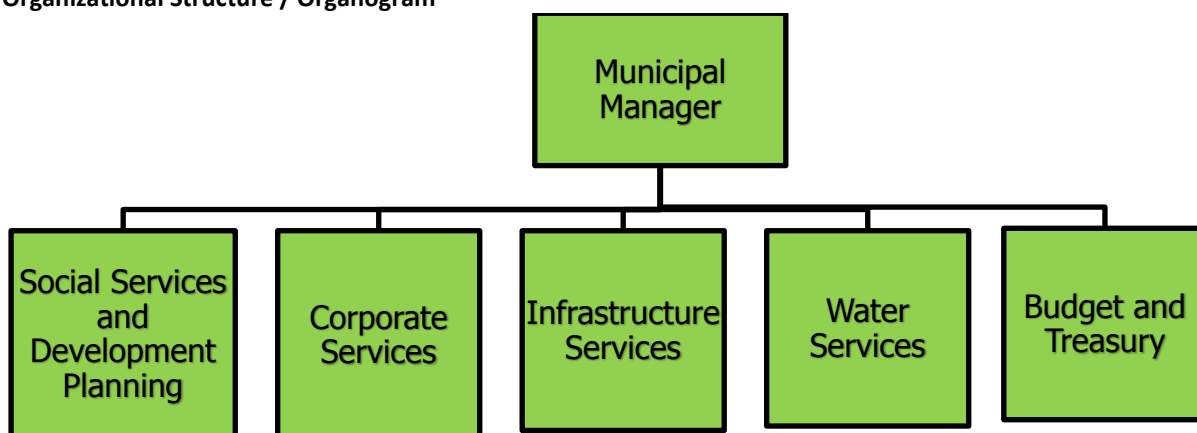 Organizational Structure / Organogram
Municipal
Manager
Social Services
and
Development
Planning
Corporate
Services
Infrastructure
Services
Water
Services
Budget and
Treasury